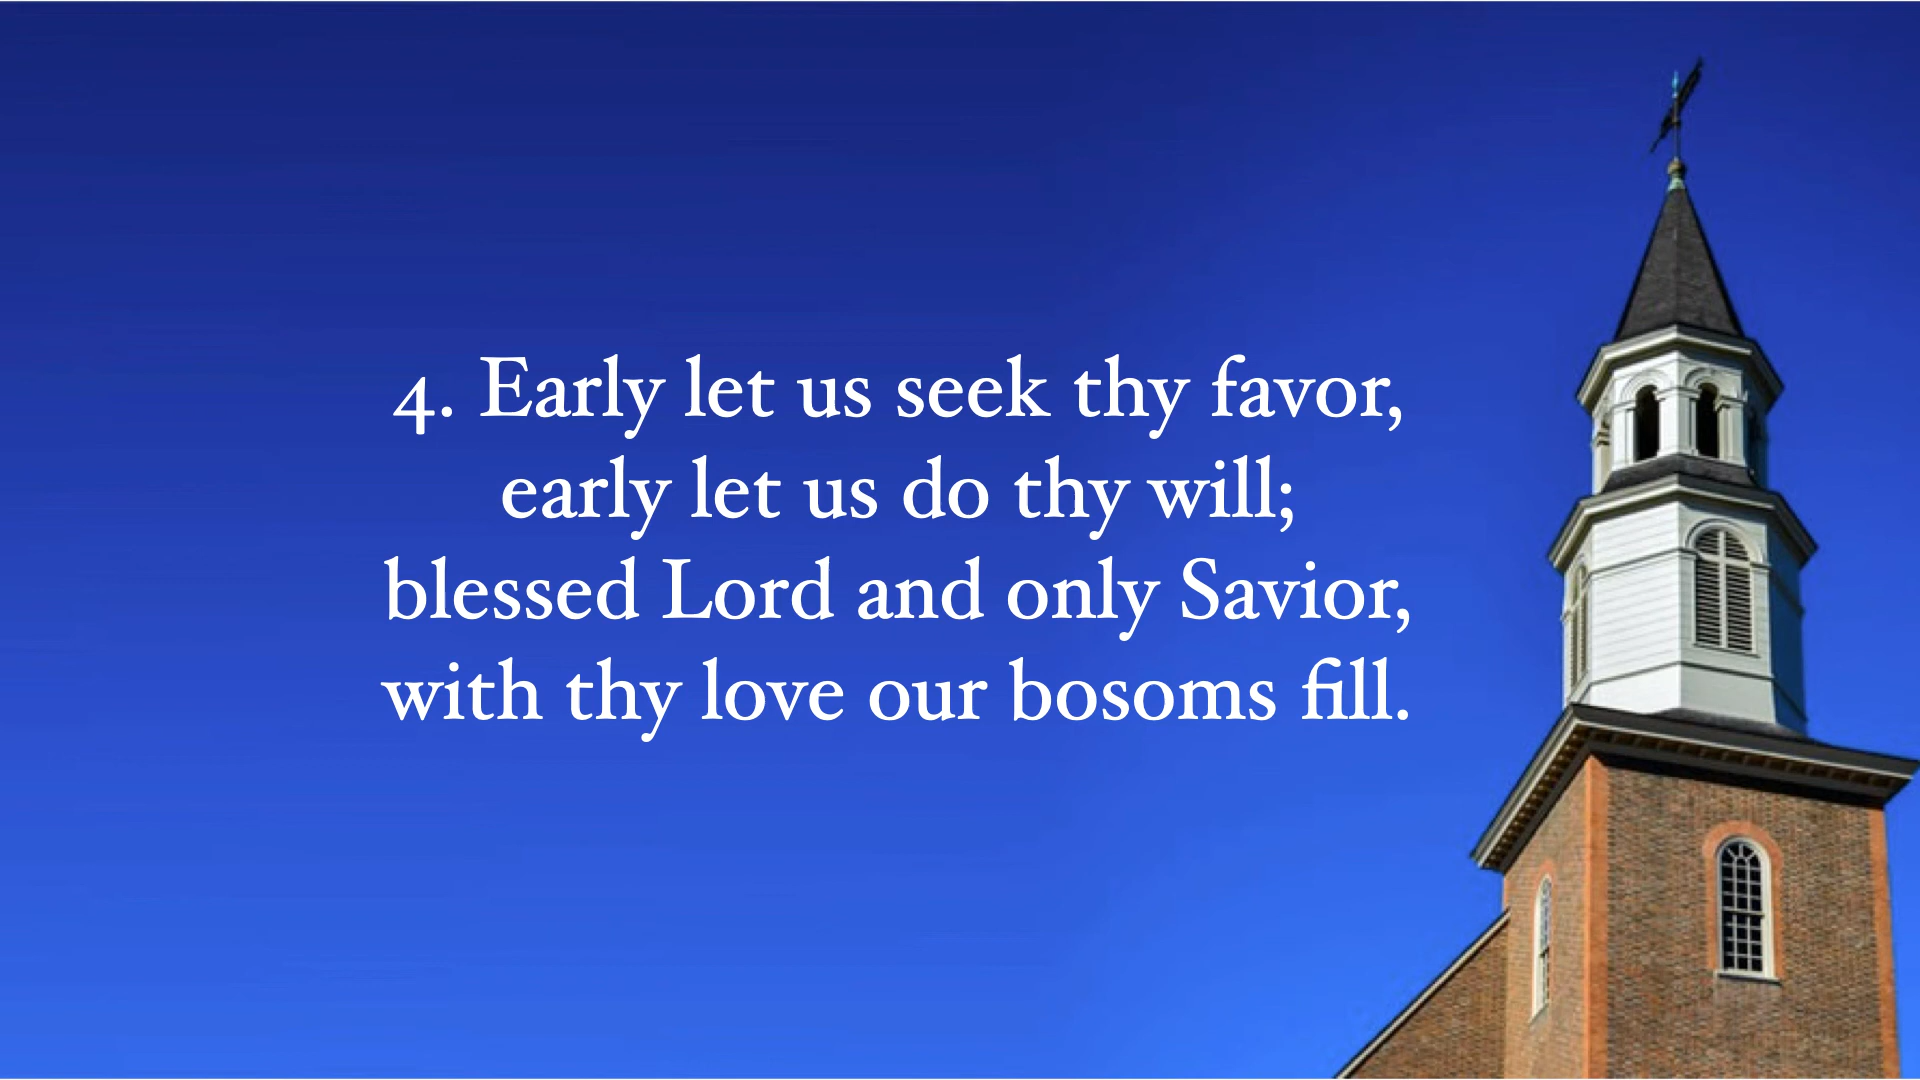 4. Early let us seek thy favor,
early let us do thy will;
blessed Lord and only Savior,
with thy love our bosoms fill.